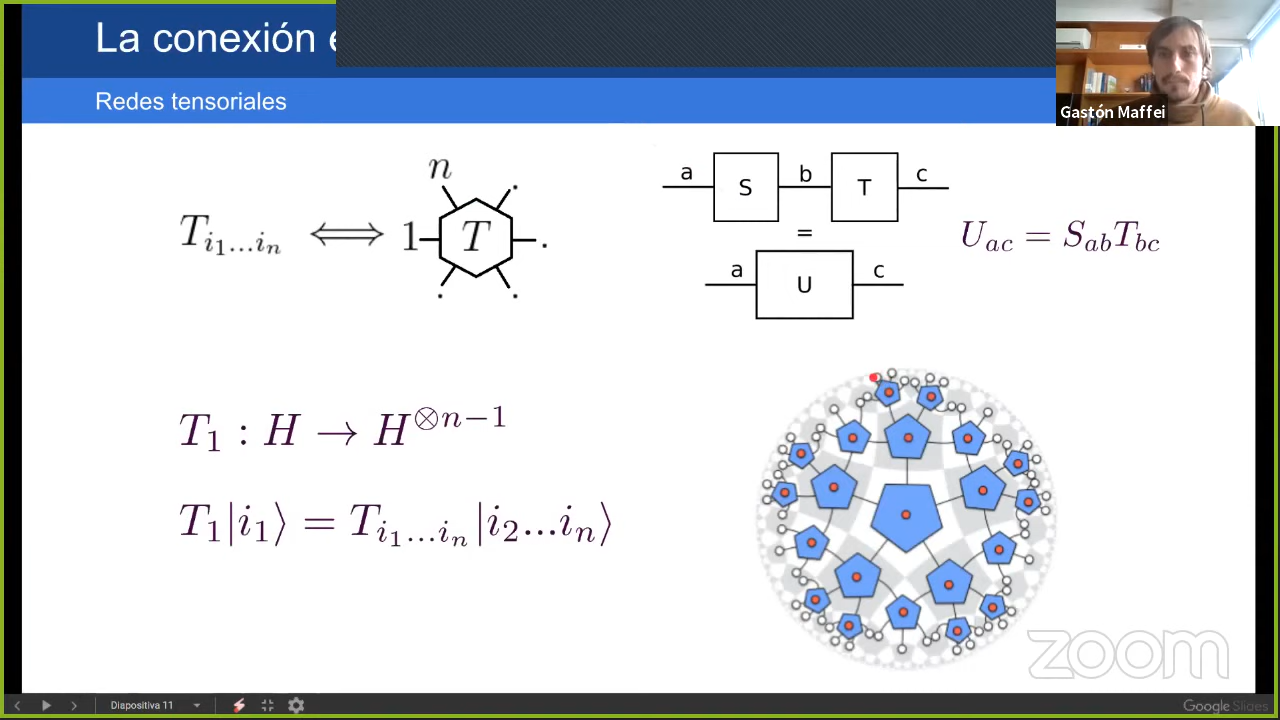 La conexión
Redes tensoriales
Gastón Maffei
n
T_{i_1...i_n} ⟺ 1 T
a S b T c
=
a U c
U_{ac} = S_{ab}T_{bc}
T_1 : H → H^{⊗n−1}
T_1|i_1⟩ = T_{i_1...i_n}|i_2...i_n⟩
zoom
Diapositiva 11
Google Slides